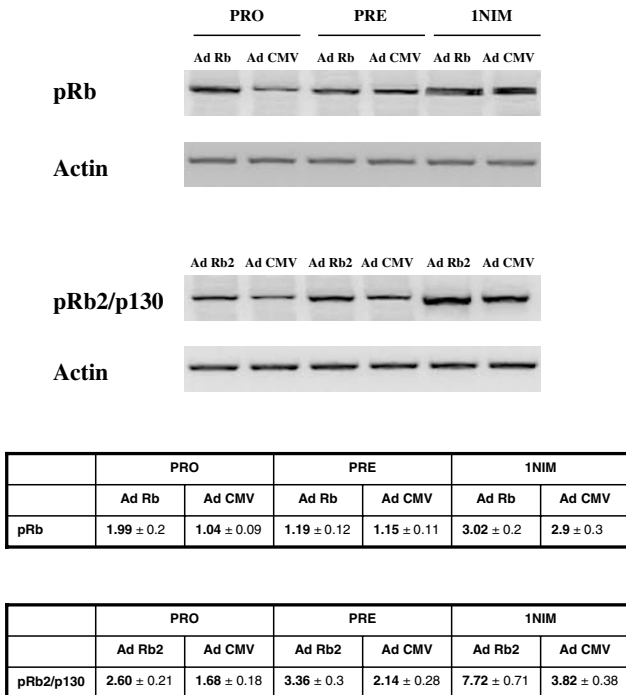 PRO PRE 1NIM
Ad Rb Ad CMV Ad Rb Ad CMV Ad Rb Ad CMV
pRb
Actin
Ad Rb2 Ad CMV Ad Rb2 Ad CMV Ad Rb2 Ad CMV
pRb2/p130
Actin
PRO PRE 1NIM
Ad Rb Ad CMV Ad Rb Ad CMV Ad Rb Ad CMV
pRb 1.99 ± 0.2 1.04 ± 0.09 1.19 ± 0.12 1.15 ± 0.11 3.02 ± 0.2 2.9 ± 0.3
PRO PRE 1NIM
Ad Rb2 Ad CMV Ad Rb2 Ad CMV Ad Rb2 Ad CMV
pRb2/p130 2.60 ± 0.21 1.68 ± 0.18 3.36 ± 0.3 2.14 ± 0.28 7.72 ± 0.71 3.82 ± 0.38